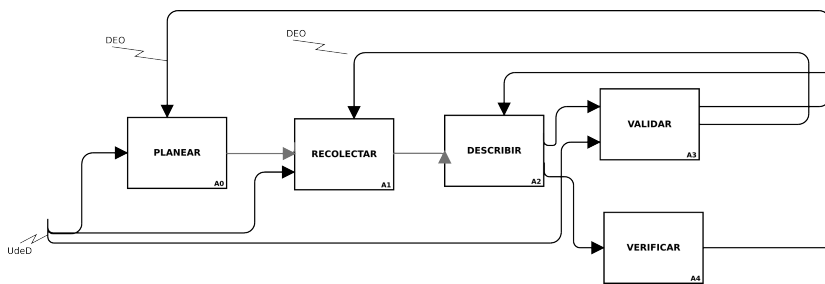 DEO
DEO
PLANEAR
A0
RECOLECTAR
A1
DESCRIBIR
A2
VALIDAR
A3
UdeD
VERIFICAR
A4